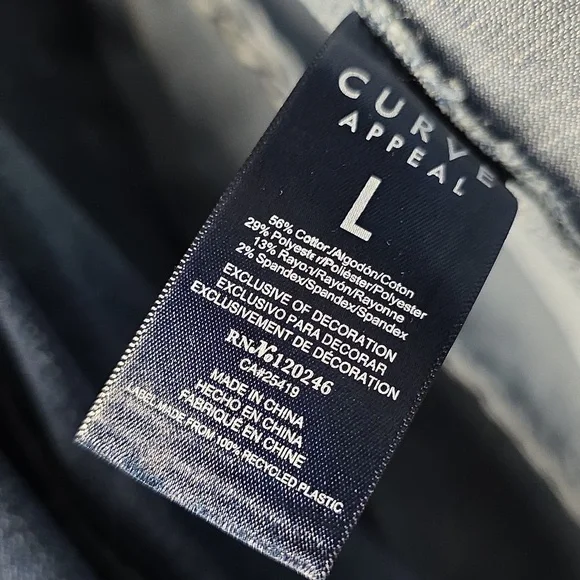 CURVE
APPEAL
L
56% Cotton/Algodón/Coton
29% Polyester/Poliéster/Polyester
13% Rayon/Rayón/Rayonne
2% Spandex/Spandex/Spandex
EXCLUSIVE OF DECORATION
EXCLUSIVO PARA DECORAR
EXCLUSIVEMENT DE DÉCORATION
RN№120246
CA#25419
MADE IN CHINA
HECHO EN CHINA
FABRIQUÉ EN CHINE
LABEL MADE FROM 100% RECYCLED PLASTIC